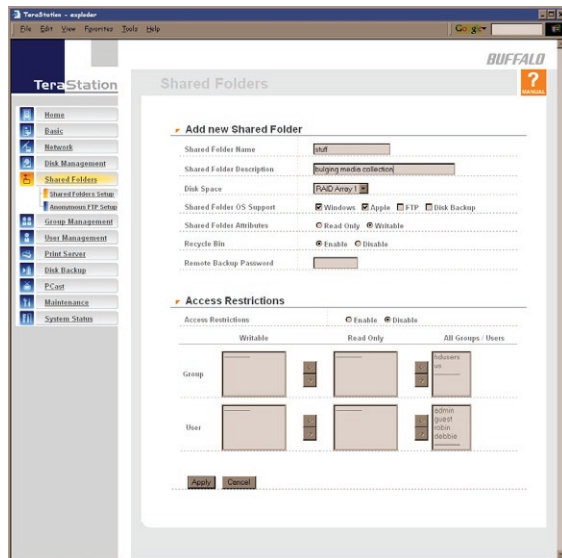 TeraStation - exploder
File Edit View Favorites Tools Help
Google
BUFFALO
TeraStation
Shared Folders
?
MANUAL
Home
Basic
Network
Disk Management
Shared Folders
Shared Folders Setup
Anonymous FTP Setup
Group Management
User Management
Print Server
Disk Backup
PCast
Maintenance
System Status
Add new Shared Folder
Shared Folder Name stuff
Shared Folder Description bulging media collection
Disk Space RAID Array 1
Shared Folder OS Support Windows Apple FTP Disk Backup
Shared Folder Attributes Read Only Writable
Recycle Bin Enable Disable
Remote Backup Password
Access Restrictions
Access Restrictions Enable Disable
Writable Read Only All Groups / Users
Group
hdusers
us
User
admin
guest
robin
debbie
Apply Cancel